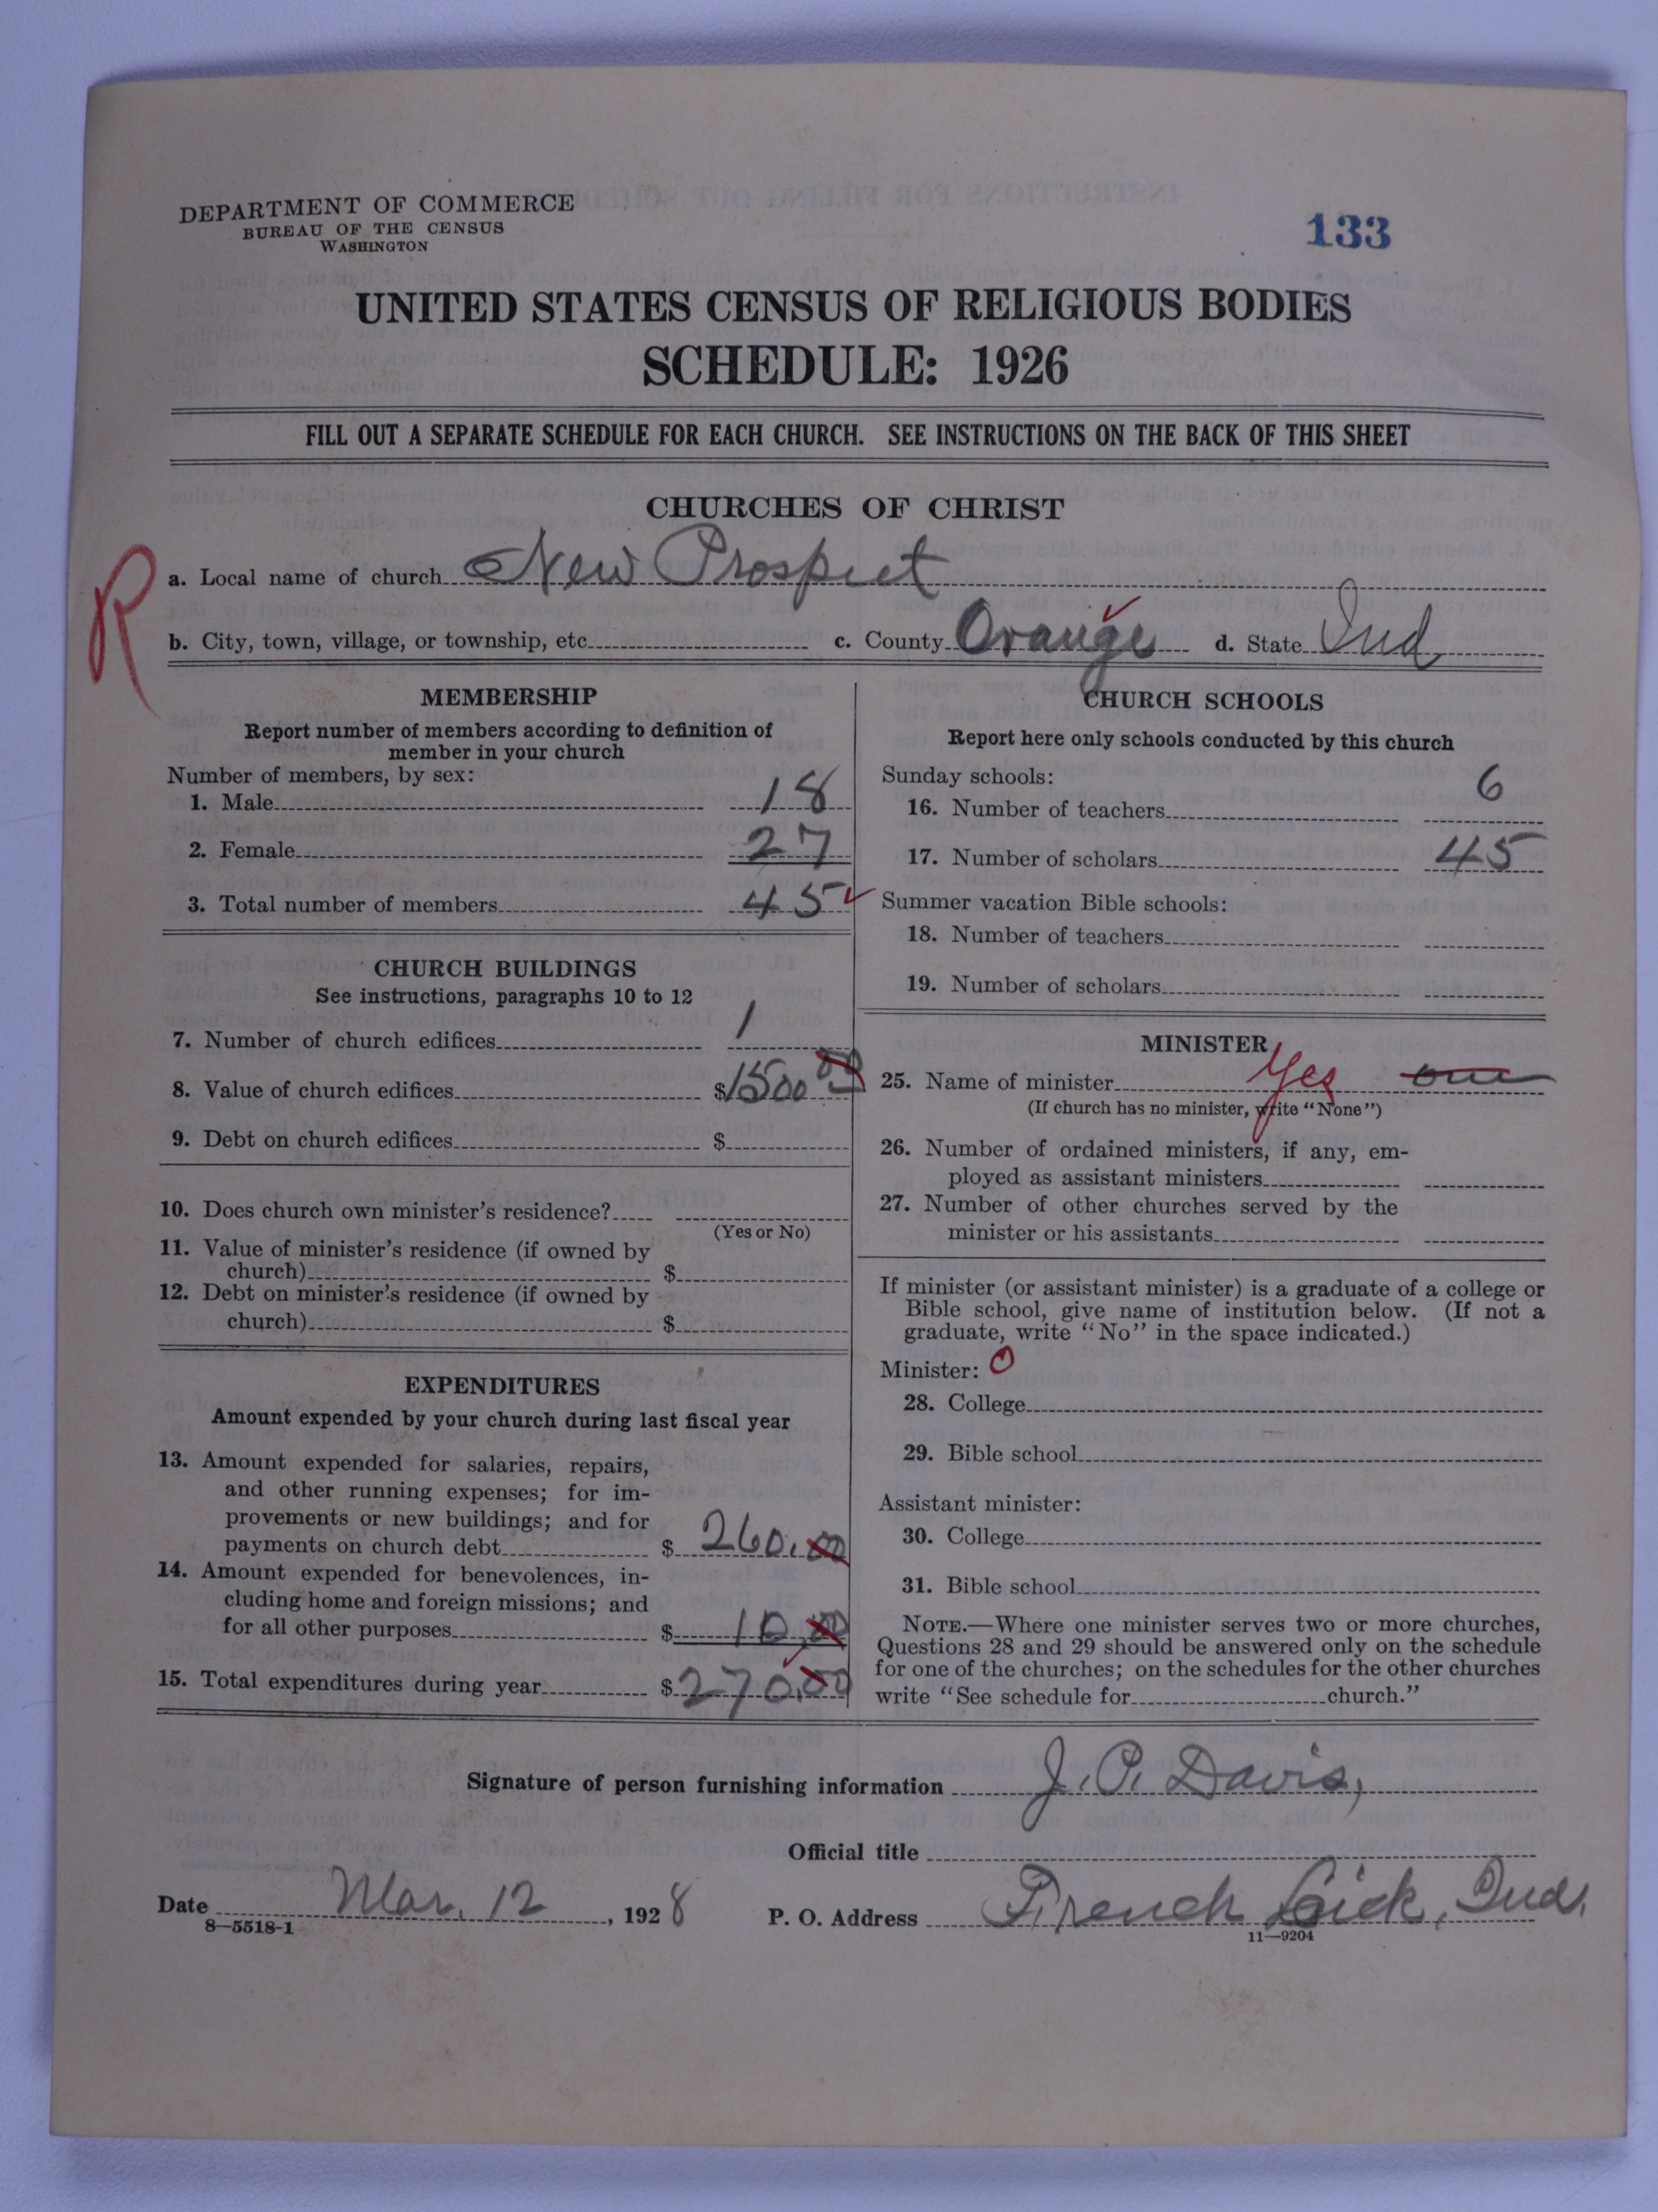 DEPARTMENT OF COMMERCE
BUREAU OF THE CENSUS
WASHINGTON
133
UNITED STATES CENSUS OF RELIGIOUS BODIES
SCHEDULE: 1926
FILL OUT A SEPARATE SCHEDULE FOR EACH CHURCH. SEE INSTRUCTIONS ON THE BACK OF THIS SHEET
CHURCHES OF CHRIST
R
a. Local name of church New Prospect
b. City, town, village, or township, etc. c. County Orange d. State Ind
MEMBERSHIP
Report number of members according to definition of
member in your church
Number of members, by sex:
1. Male 18
2. Female 27
3. Total number of members 45
CHURCH BUILDINGS
See instructions, paragraphs 10 to 12
7. Number of church edifices 1
8. Value of church edifices $1500 00
9. Debt on church edifices $
10. Does church own minister's residence?
(Yes or No)
11. Value of minister's residence (if owned by
church) $
12. Debt on minister's residence (if owned by
church) $
EXPENDITURES
Amount expended by your church during last fiscal year
13. Amount expended for salaries, repairs,
and other running expenses; for im-
provements or new buildings; and for
payments on church debt $ 260.00
14. Amount expended for benevolences, in-
cluding home and foreign missions; and
for all other purposes $ 10.00
15. Total expenditures during year $270.00
CHURCH SCHOOLS
Report here only schools conducted by this church
Sunday schools:
16. Number of teachers 6
17. Number of scholars 45
Summer vacation Bible schools:
18. Number of teachers
19. Number of scholars
MINISTER
25. Name of minister Yes one
(If church has no minister, write "None")
26. Number of ordained ministers, if any, em-
ployed as assistant ministers
27. Number of other churches served by the
minister or his assistants
If minister (or assistant minister) is a graduate of a college or
Bible school, give name of institution below. (If not a
graduate, write "No" in the space indicated.)
Minister: O
28. College
29. Bible school
Assistant minister:
30. College
31. Bible school
NOTE.—Where one minister serves two or more churches,
Questions 28 and 29 should be answered only on the schedule
for one of the churches; on the schedules for the other churches
write "See schedule for church."
Signature of person furnishing information J. P. Davis,
Official title
Date Mar. 12, 1928 P. O. Address French Lick, Ind.
8—5518-1
11—9204